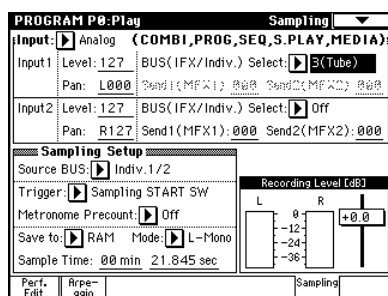 PROGRAM P0:Play Sampling
Input: Analog (COMBI,PROG,SEQ,S.PLAY,MEDIA)
Input1 Level: 127 BUS(IFX/Indiv.) Select: 3(Tube)
Pan: L000 Send1(MFX1): 000 Send2(MFX2): 000
Input2 Level: 127 BUS(IFX/Indiv.) Select: Off
Pan: R127 Send1(MFX1): 000 Send2(MFX2): 000
Sampling Setup
Source BUS: Indiv.1/2
Trigger: Sampling START SW
Metronome Precount: Off
Save to: RAM Mode: L-Mono
Sample Time: 00 min 21.845 sec
Recording Level [dB]
L R
0
+0.0
-12
-24
-36
Perf. Edit
Arpe- ggio
Sampling